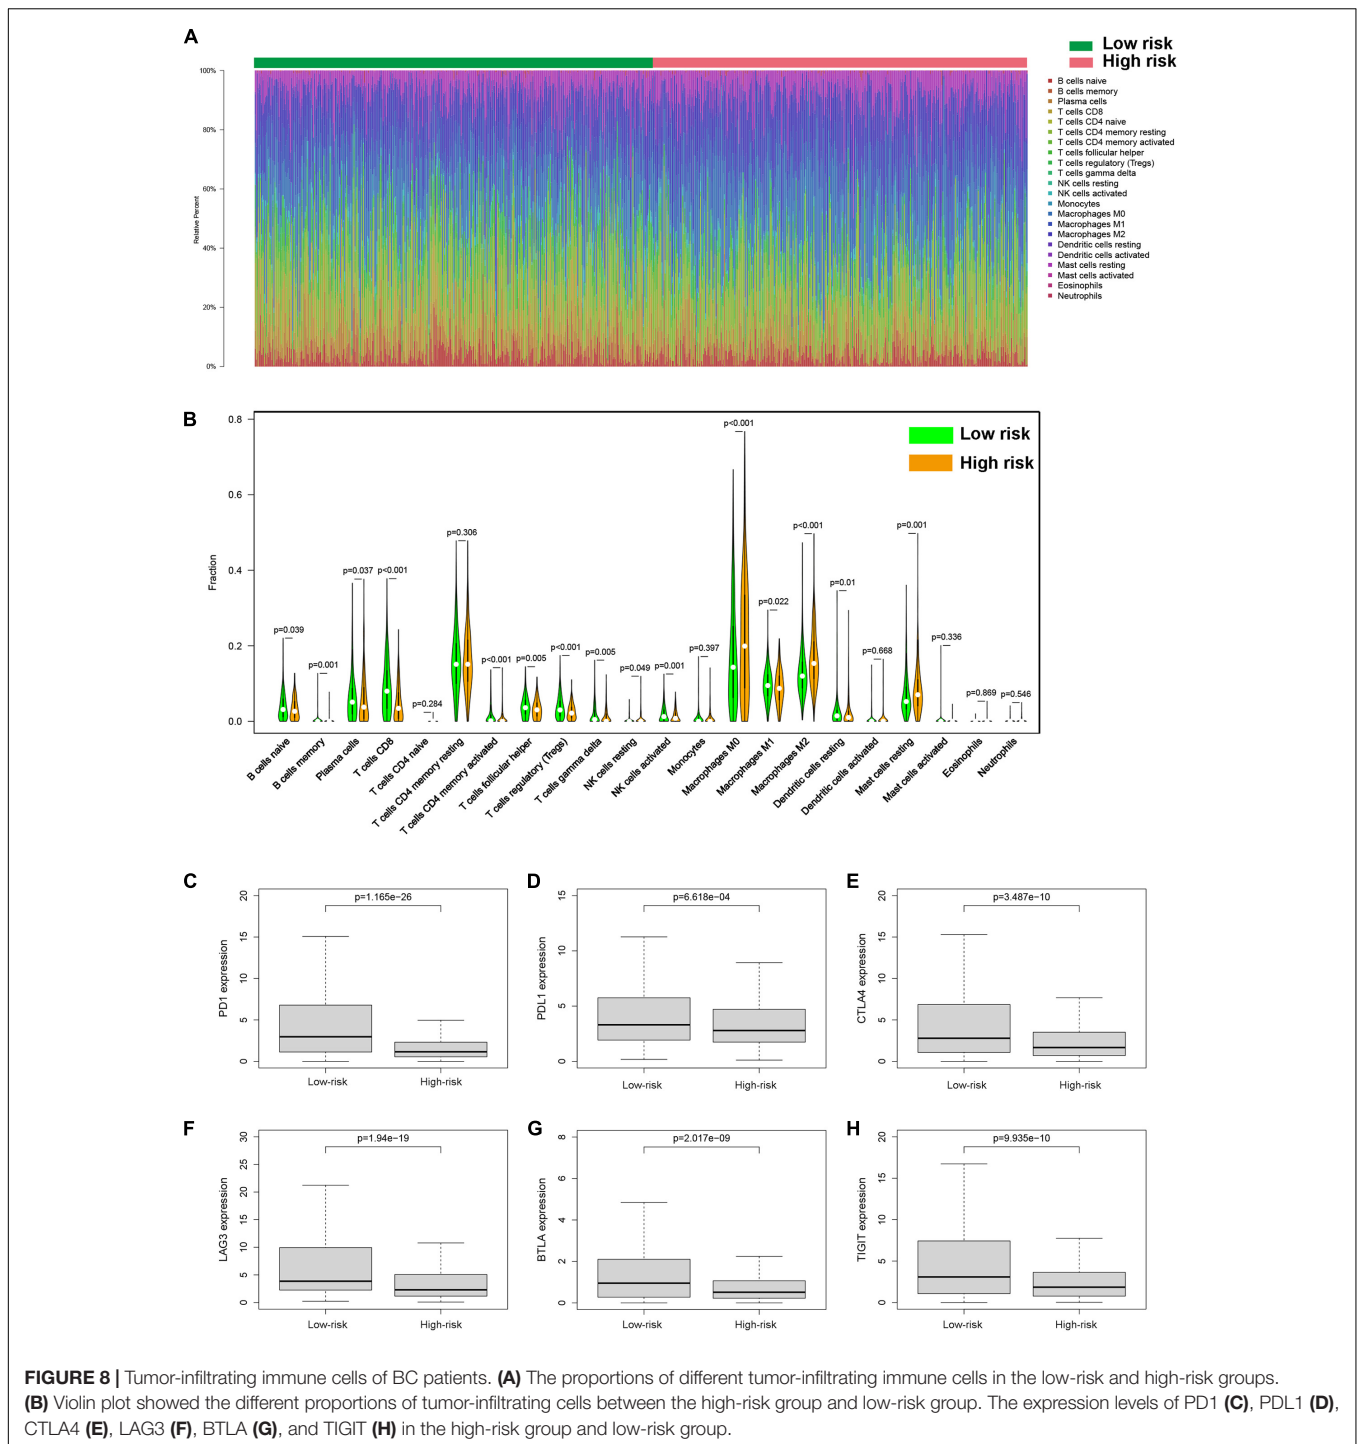 A
Low risk
High risk
100%
80%
60%
40%
20%
0%
Relative Percent
B cells naive
B cells memory
Plasma cells
T cells CD8
T cells CD4 naive
T cells CD4 memory resting
T cells CD4 memory activated
T cells follicular helper
T cells regulatory (Tregs)
T cells gamma delta
NK cells resting
NK cells activated
Monocytes
Macrophages M0
Macrophages M1
Macrophages M2
Dendritic cells resting
Dendritic cells activated
Mast cells resting
Mast cells activated
Eosinophils
Neutrophils
B
Low risk
High risk
0.8
0.6
0.4
0.2
0.0
Fraction
p=0.039
p=0.001
p=0.037
p<0.001
p=0.284
p=0.306
p<0.001
p=0.005
p<0.001
p=0.005
p=0.049
p=0.001
p=0.397
p<0.001
p=0.022
p<0.001
p=0.01
p=0.668
p=0.001
p=0.336
p=0.869
p=0.546
B cells naive
B cells memory
Plasma cells
T cells CD8
T cells CD4 naive
T cells CD4 memory resting
T cells CD4 memory activated
T cells follicular helper
T cells regulatory (Tregs)
T cells gamma delta
NK cells resting
NK cells activated
Monocytes
Macrophages M0
Macrophages M1
Macrophages M2
Dendritic cells resting
Dendritic cells activated
Mast cells resting
Mast cells activated
Eosinophils
Neutrophils
C
p=1.165e−26
20
15
10
5
0
PD1 expression
Low-risk
High-risk
D
p=6.618e−04
15
10
5
0
PDL1 expression
Low-risk
High-risk
E
p=3.487e−10
20
15
10
5
0
CTLA4 expression
Low-risk
High-risk
F
p=1.94e−19
30
25
20
15
10
5
0
LAG3 expression
Low-risk
High-risk
G
p=2.017e−09
8
6
4
2
0
BTLA expression
Low-risk
High-risk
H
p=9.935e−10
20
15
10
5
0
TIGIT expression
Low-risk
High-risk
FIGURE 8 | Tumor-infiltrating immune cells of BC patients. (A) The proportions of different tumor-infiltrating immune cells in the low-risk and high-risk groups.
(B) Violin plot showed the different proportions of tumor-infiltrating cells between the high-risk group and low-risk group. The expression levels of PD1 (C), PDL1 (D),
CTLA4 (E), LAG3 (F), BTLA (G), and TIGIT (H) in the high-risk group and low-risk group.